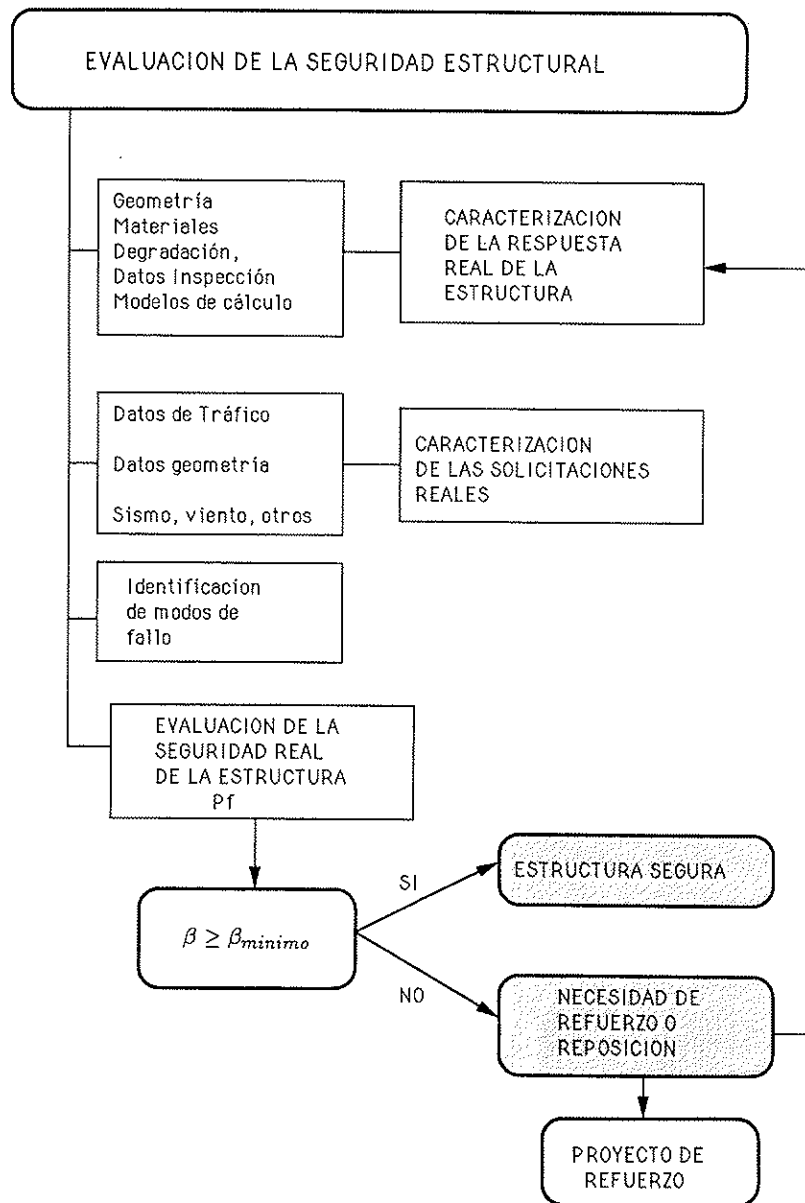 EVALUACION DE LA SEGURIDAD ESTRUCTURAL
Geometría
Materiales
Degradación,
Datos Inspección
Modelos de cálculo
CARACTERIZACION
DE LA RESPUESTA
REAL DE LA
ESTRUCTURA
Datos de Tráfico
Datos geometría
Sismo, viento, otros
CARACTERIZACION
DE LAS SOLICITACIONES
REALES
Identificacion
de modos de
fallo
EVALUACION DE LA
SEGURIDAD REAL
DE LA ESTRUCTURA
Pf
β ≥ βminimo
SI
ESTRUCTURA SEGURA
NO
NECESIDAD DE
REFUERZO O
REPOSICION
PROYECTO DE
REFUERZO